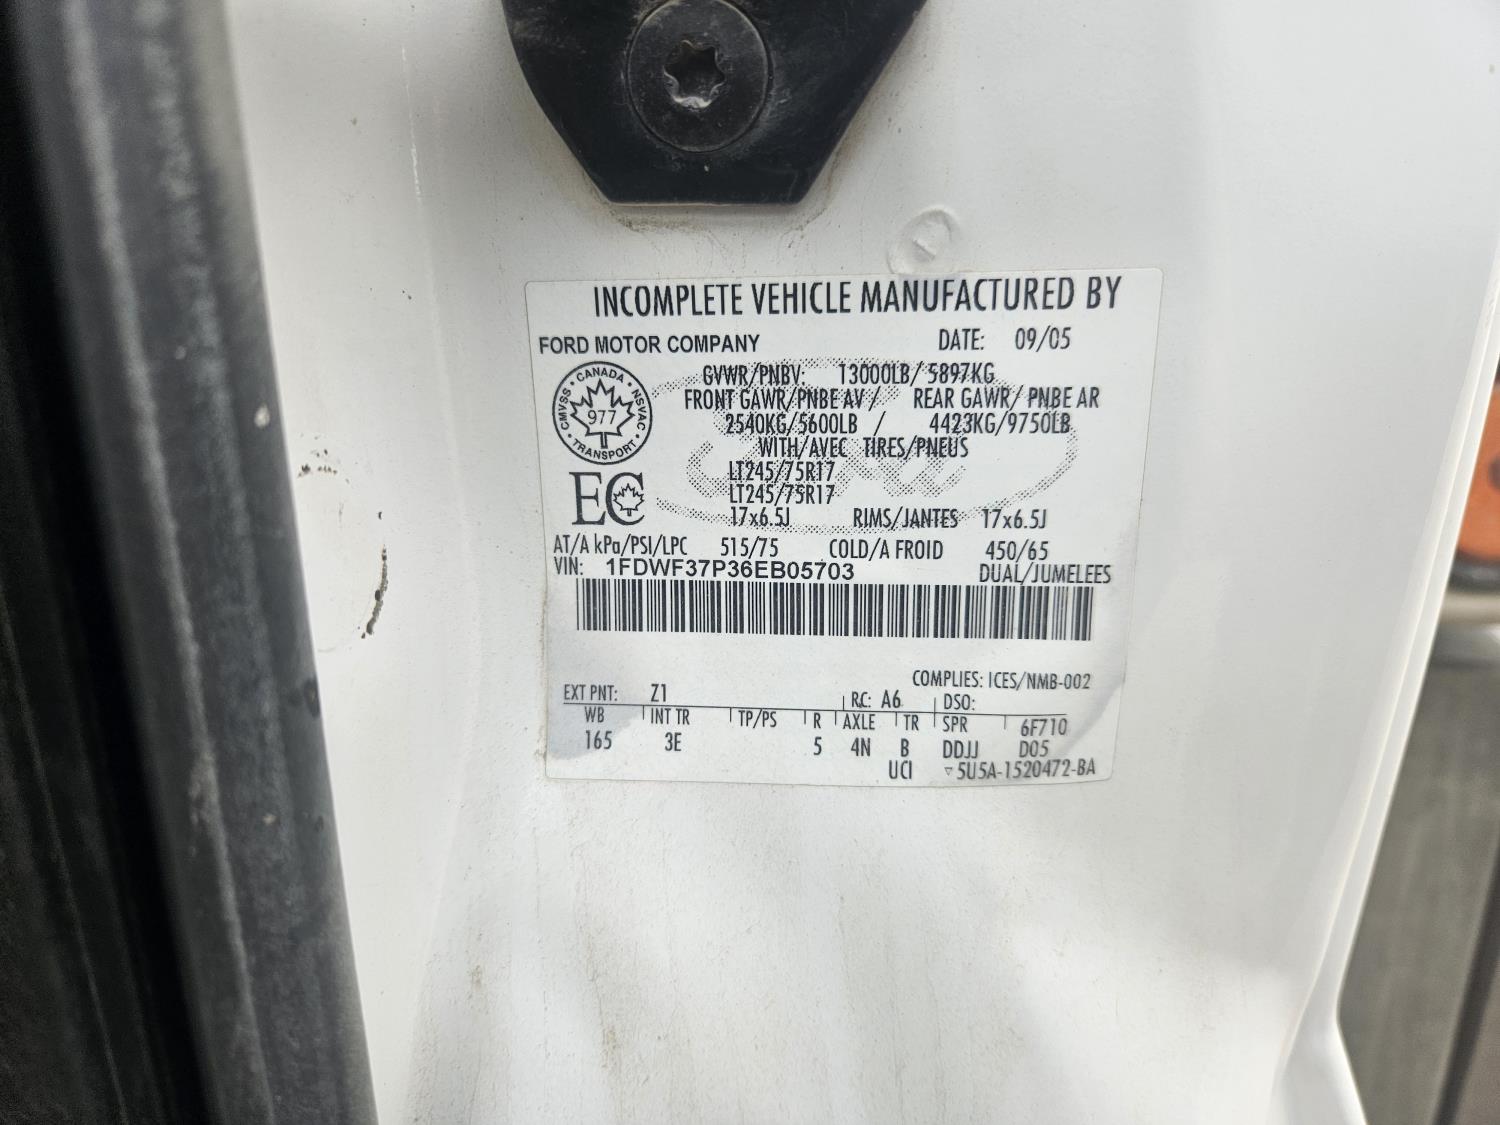 INCOMPLETE VEHICLE MANUFACTURED BY
FORD MOTOR COMPANY DATE: 09/05
GVWR/PNBV: 13000LB/ 5897KG
FRONT GAWR/PNBE AV / REAR GAWR/ PNBE AR
2540KG/5600LB / 4423KG/9750LB
WITH/AVEC TIRES/PNEUS
LT245/75R17
LT245/75R17
17x6.5J RIMS/JANTES 17x6.5J
AT/A kPa/PSI/LPC 515/75 COLD/A FROID 450/65
VIN: 1FDWF37P36EB05703 DUAL/JUMELEES
CANADA
CMVSS NSVAC
977
TRANSPORT
EC
COMPLIES: ICES/NMB-002
EXT PNT: Z1 RC: A6 DSO:
WB INT TR TP/PS R AXLE TR SPR 6F710
165 3E 5 4N B DDJJ D05
UCI ▿5U5A-1520472-BA